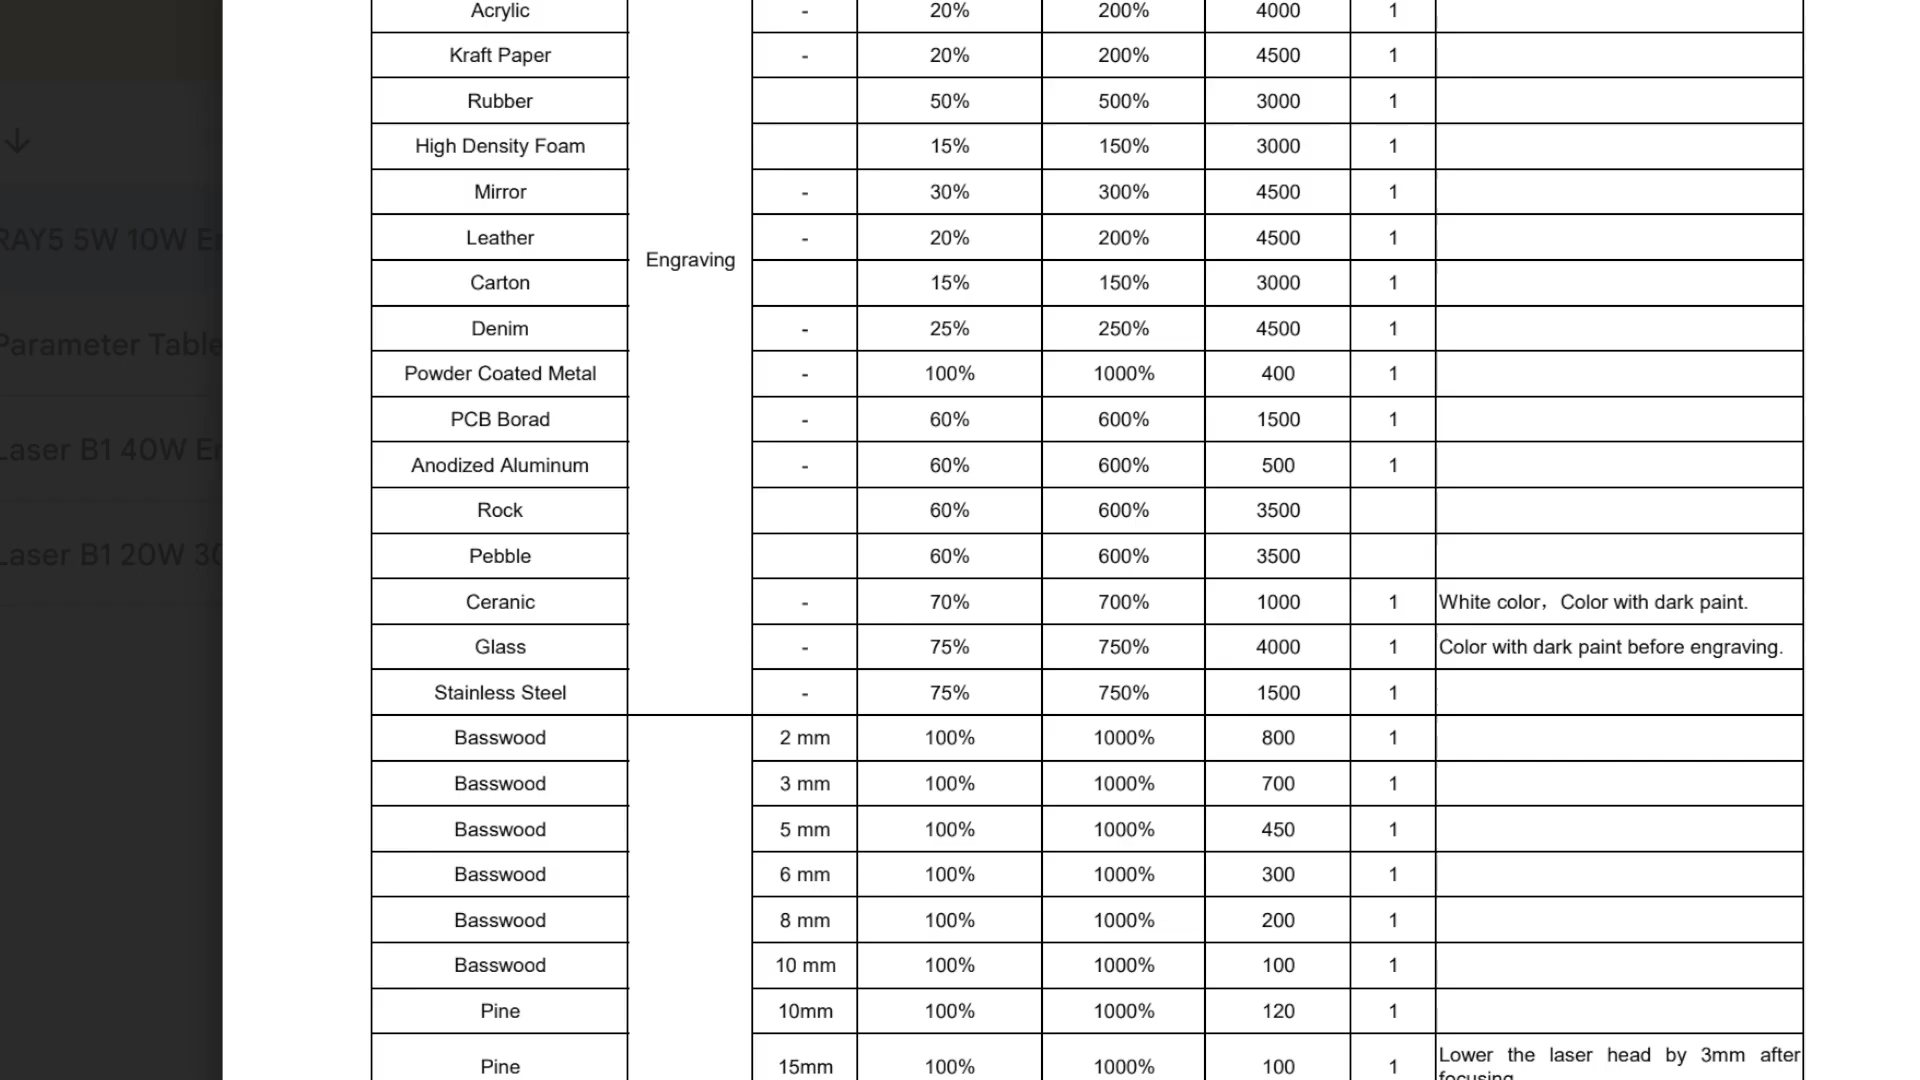 Acrylic - 20% 200% 4000 1
Kraft Paper - 20% 200% 4500 1
Rubber 50% 500% 3000 1
High Density Foam 15% 150% 3000 1
Mirror - 30% 300% 4500 1
Leather - 20% 200% 4500 1
Engraving
Carton 15% 150% 3000 1
Denim - 25% 250% 4500 1
Powder Coated Metal - 100% 1000% 400 1
PCB Borad - 60% 600% 1500 1
Anodized Aluminum - 60% 600% 500 1
Rock 60% 600% 3500
Pebble 60% 600% 3500
Ceranic - 70% 700% 1000 1 White color，Color with dark paint.
Glass - 75% 750% 4000 1 Color with dark paint before engraving.
Stainless Steel - 75% 750% 1500 1
Basswood 2 mm 100% 1000% 800 1
Basswood 3 mm 100% 1000% 700 1
Basswood 5 mm 100% 1000% 450 1
Basswood 6 mm 100% 1000% 300 1
Basswood 8 mm 100% 1000% 200 1
Basswood 10 mm 100% 1000% 100 1
Pine 10mm 100% 1000% 120 1
Pine 15mm 100% 1000% 100 1 Lower the laser head by 3mm after
focusing
RAY5 5W 10W
Parameter Table
Laser B1 40W
Laser B1 20W